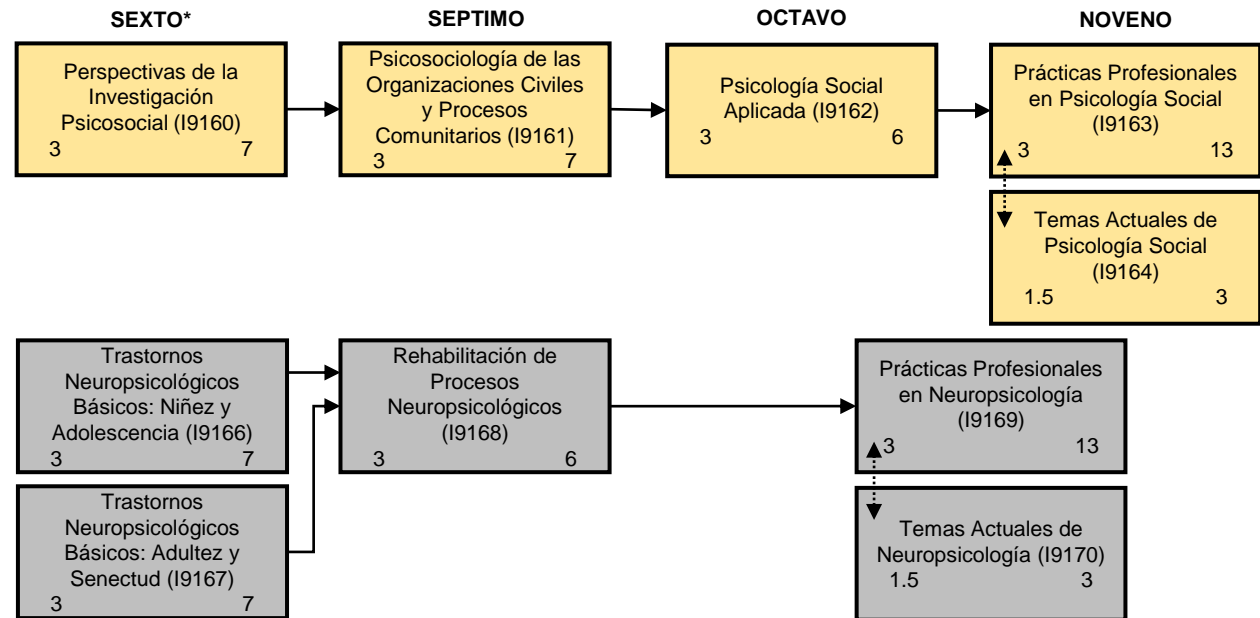 SEXTO*
SEPTIMO
OCTAVO
NOVENO
Perspectivas de la
Investigación
Psicosocial (I9160)
3 7
Psicosociología de las
Organizaciones Civiles
y Procesos
Comunitarios (I9161)
3 7
Psicología Social
Aplicada (I9162)
3 6
Prácticas Profesionales
en Psicología Social
(I9163)
3 13
Temas Actuales de
Psicología Social
(I9164)
1.5 3
Trastornos
Neuropsicológicos
Básicos: Niñez y
Adolescencia (I9166)
3 7
Rehabilitación de
Procesos
Neuropsicológicos
(I9168)
3 6
Prácticas Profesionales
en Neuropsicología
(I9169)
3 13
Trastornos
Neuropsicológicos
Básicos: Adultez y
Senectud (I9167)
3 7
Temas Actuales de
Neuropsicología (I9170)
1.5 3